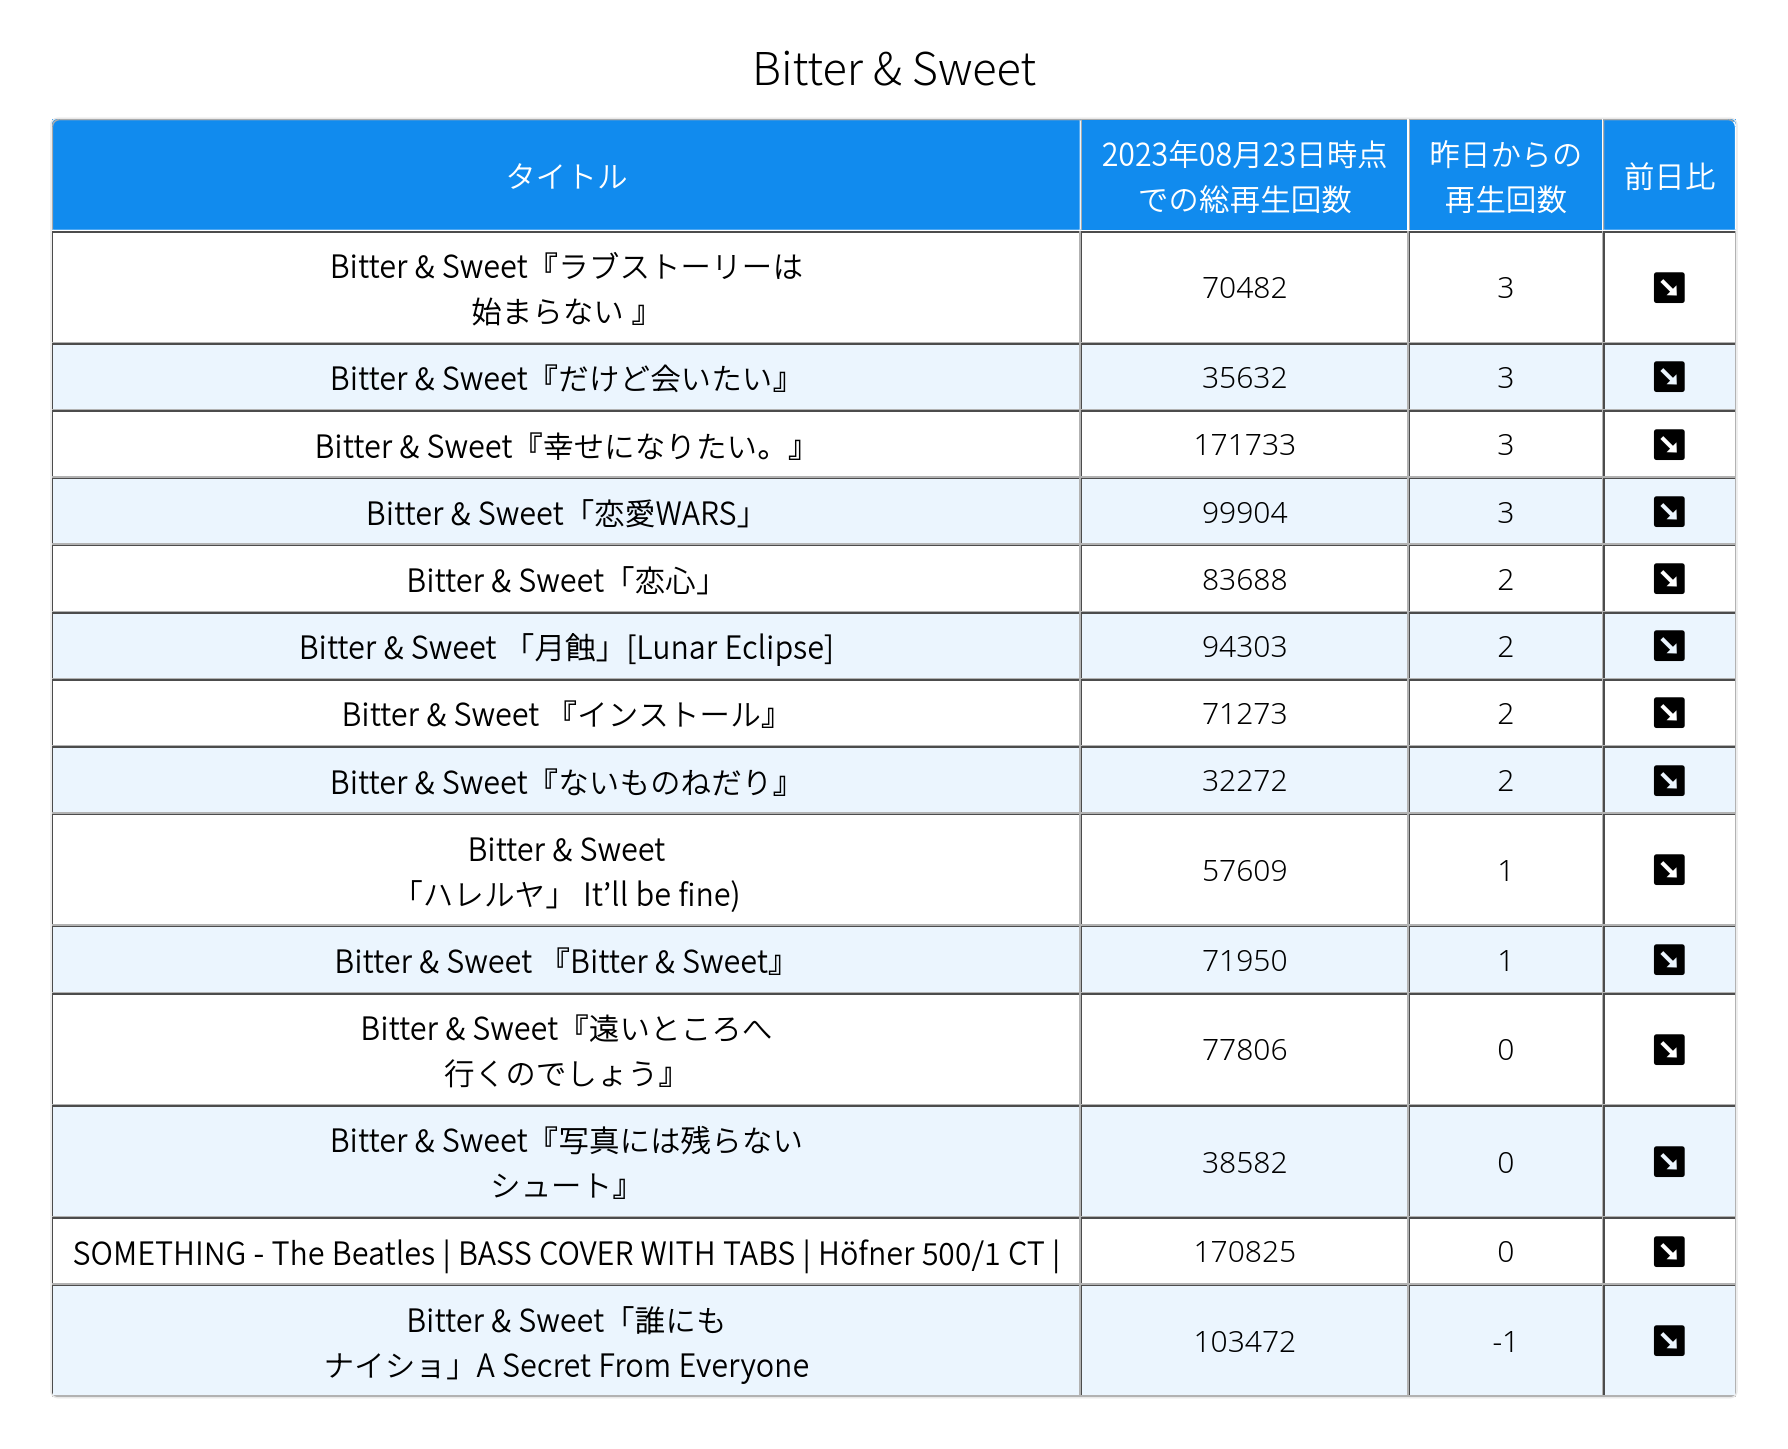 Bitter & Sweet
タイトル
2023年08月23日時点
での総再生回数
昨日からの
再生回数
前日比
Bitter & Sweet『ラブストーリーは
始まらない 』
70482
3
Bitter & Sweet『だけど会いたい』
35632
3
Bitter & Sweet『幸せになりたい。』
171733
3
Bitter & Sweet「恋愛WARS」
99904
3
Bitter & Sweet「恋心」
83688
2
Bitter & Sweet 「月蝕」[Lunar Eclipse]
94303
2
Bitter & Sweet 『インストール』
71273
2
Bitter & Sweet『ないものねだり』
32272
2
Bitter & Sweet
「ハレルヤ」 It’ll be fine)
57609
1
Bitter & Sweet 『Bitter & Sweet』
71950
1
Bitter & Sweet『遠いところへ
行くのでしょう』
77806
0
Bitter & Sweet『写真には残らない
シュート』
38582
0
SOMETHING - The Beatles | BASS COVER WITH TABS | Höfner 500/1 CT |
170825
0
Bitter & Sweet「誰にも
ナイショ」A Secret From Everyone
103472
-1